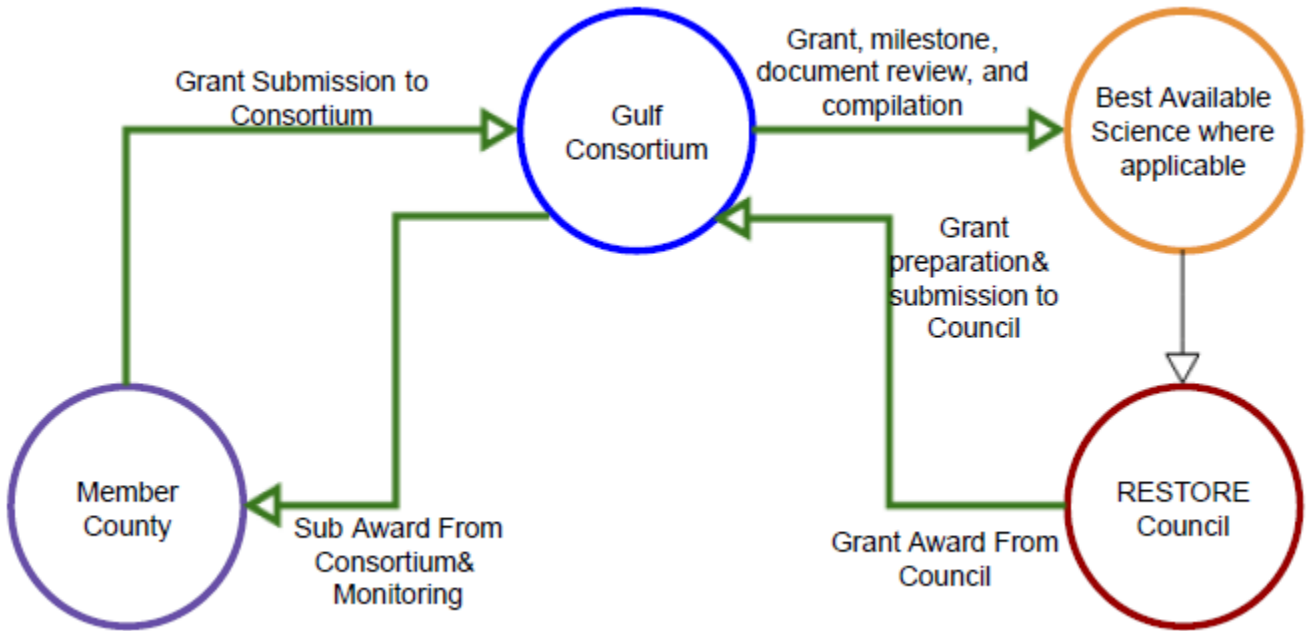 Grant Submission to
Consortium
Gulf
Consortium
Grant, milestone,
document review, and
compilation
Best Available
Science where
applicable
Grant
preparation&
submission to
Council
Member
County
Sub Award From
Consortium&
Monitoring
Grant Award From
Council
RESTORE
Council